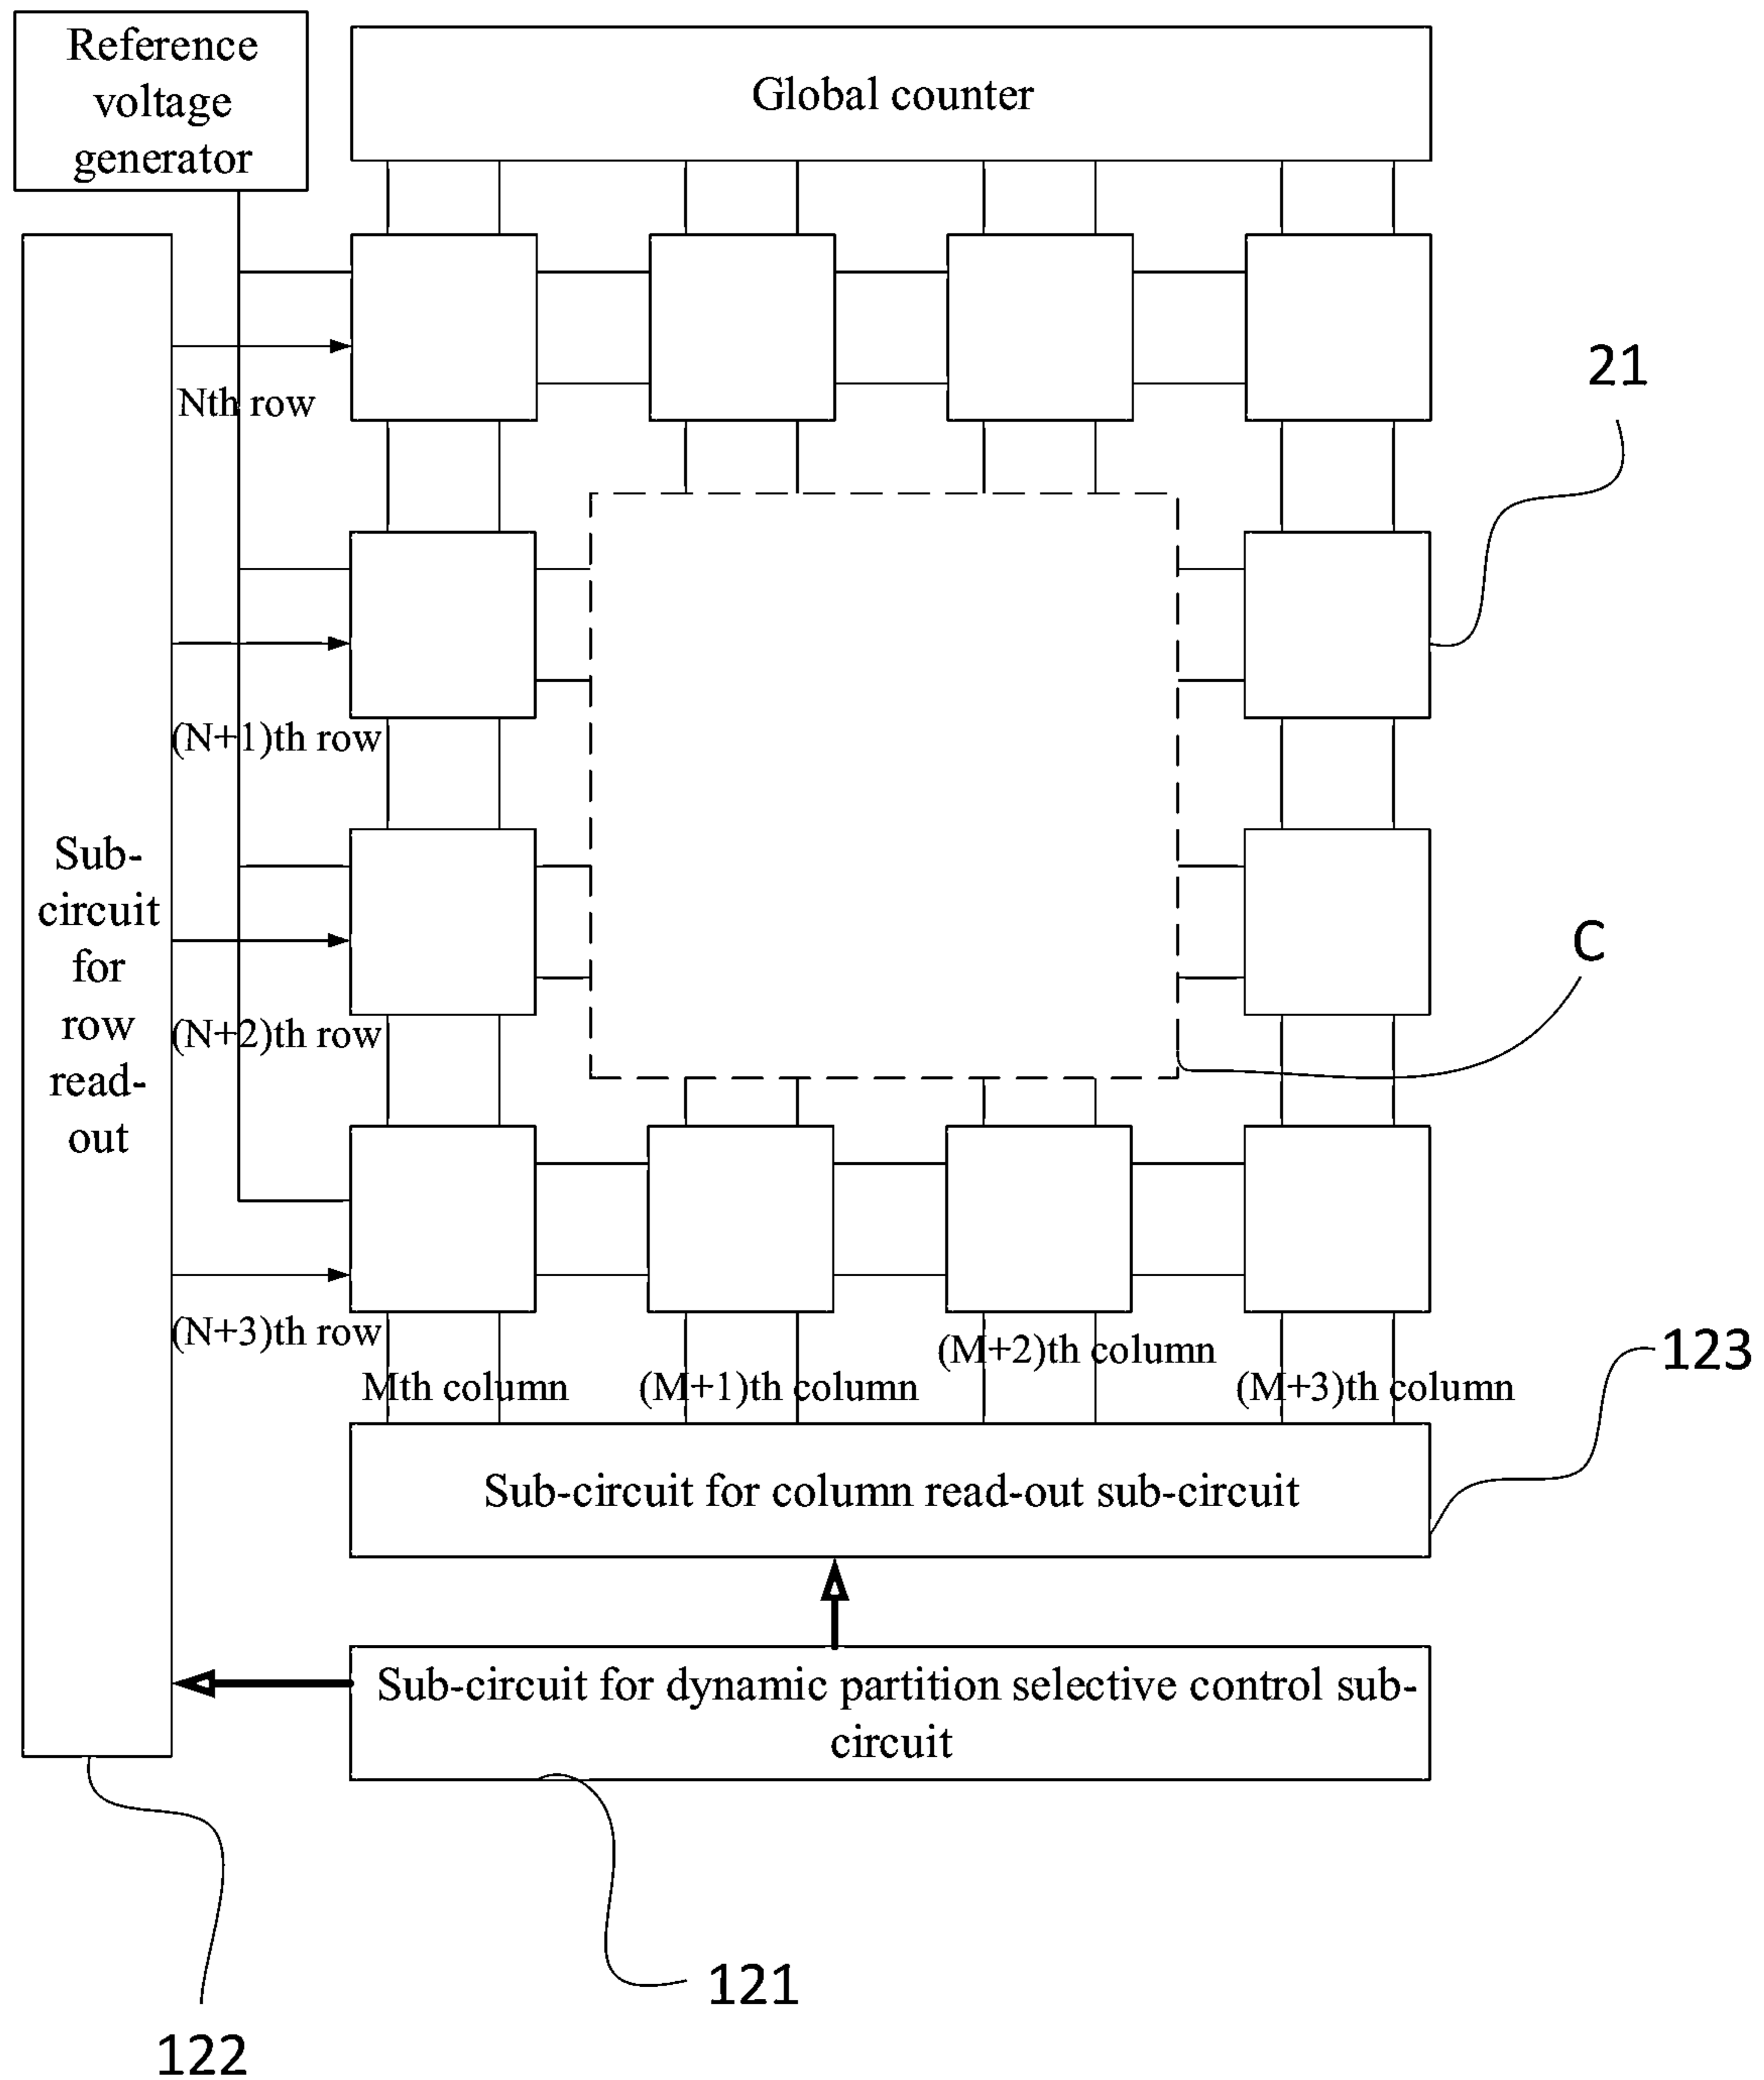 Reference
voltage
generator
Global counter
21
Nth row
(N+1)th row
Sub-
circuit
for
row
read-
out
C
(N+2)th row
(N+3)th row
Mth column
(M+1)th column
(M+2)th column
(M+3)th column
123
Sub-circuit for column read-out sub-circuit
Sub-circuit for dynamic partition selective control sub-
circuit
121
122